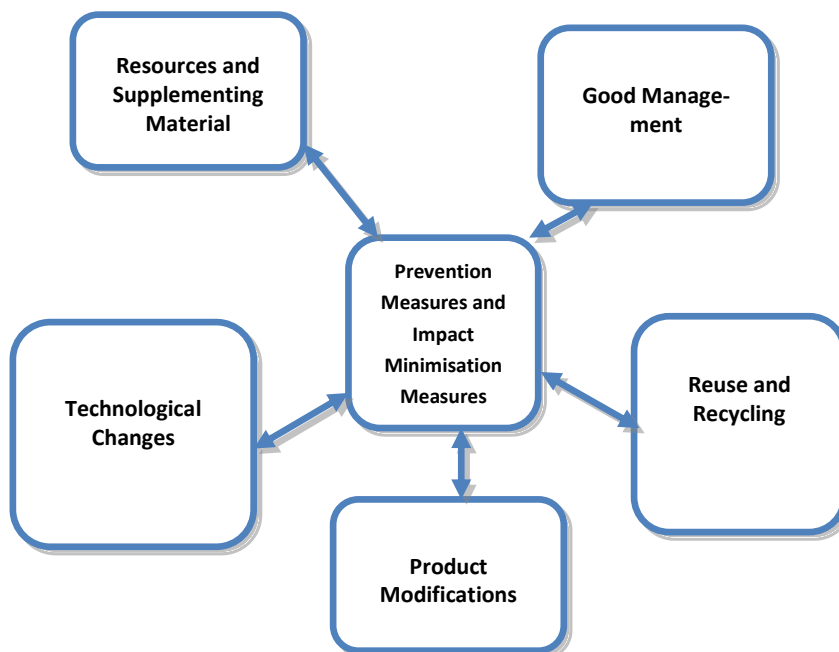 Resources and
Supplementing
Material
Good Manage-
ment
Prevention
Measures and
Impact
Minimisation
Measures
Technological
Changes
Reuse and
Recycling
Product
Modifications